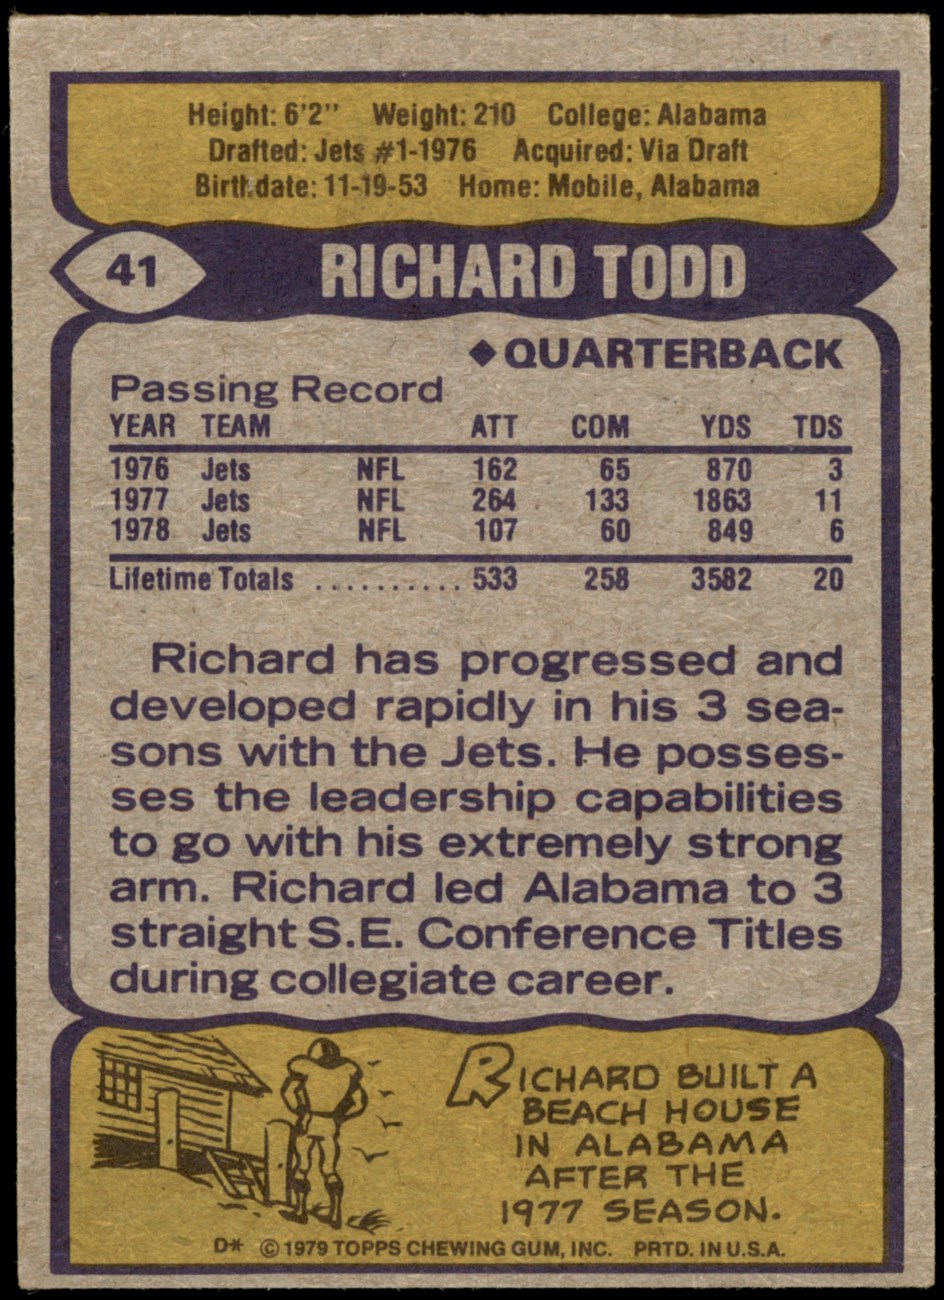 Height: 6'2" Weight: 210 College: Alabama
Drafted: Jets #1-1976 Acquired: Via Draft
Birthdate: 11-19-53 Home: Mobile, Alabama
41 RICHARD TODD
◆QUARTERBACK
Passing Record
YEAR TEAM ATT COM YDS TDS
1976 Jets NFL 162 65 870 3
1977 Jets NFL 264 133 1863 11
1978 Jets NFL 107 60 849 6
Lifetime Totals .......... 533 258 3582 20
Richard has progressed and
developed rapidly in his 3 sea-
sons with the Jets. He posses-
ses the leadership capabilities
to go with his extremely strong
arm. Richard led Alabama to 3
straight S.E. Conference Titles
during collegiate career.
RICHARD BUILT A
BEACH HOUSE
IN ALABAMA
AFTER THE
1977 SEASON.
D* © 1979 TOPPS CHEWING GUM, INC. PRTD. IN U.S.A.